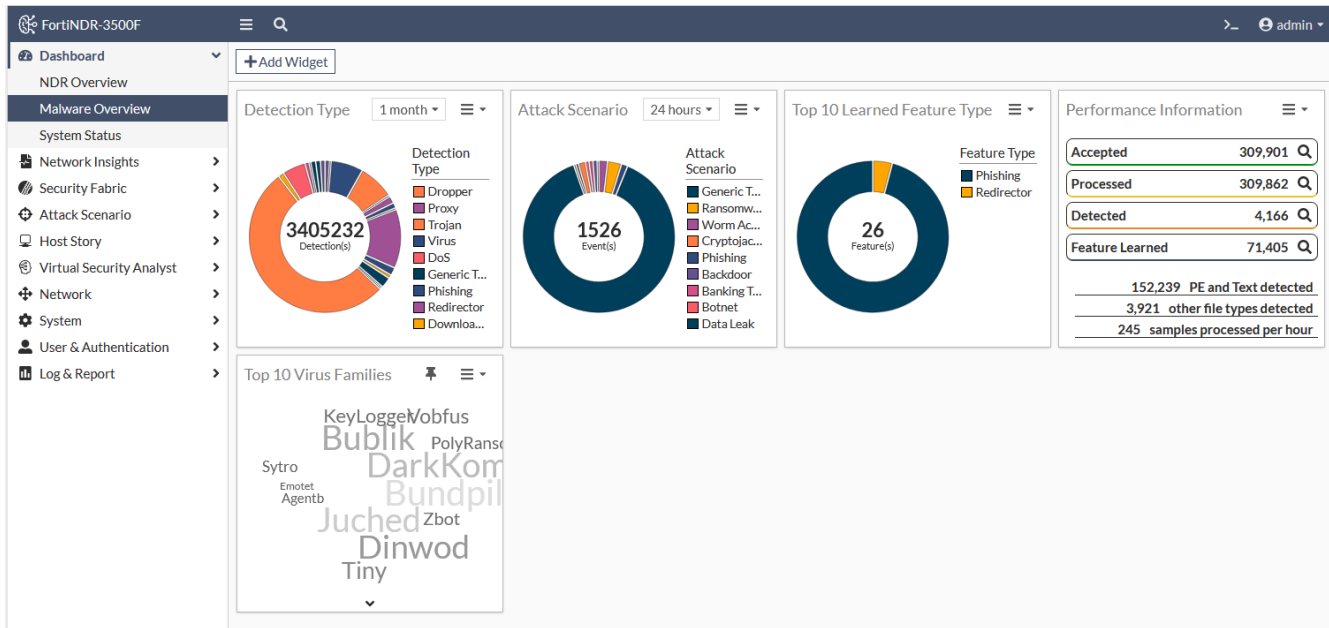 FortiNDR-3500F
admin
Dashboard
NDR Overview
Malware Overview
System Status
Network Insights
Security Fabric
Attack Scenario
Host Story
Virtual Security Analyst
Network
System
User & Authentication
Log & Report
+Add Widget
Detection Type
1 month
3405232
Detection(s)
Detection
Type
Dropper
Proxy
Trojan
Virus
DoS
Generic T...
Phishing
Redirector
Downloa...
Attack Scenario
24 hours
1526
Event(s)
Attack
Scenario
Generic T...
Ransomw...
Worm Ac...
Cryptojac...
Phishing
Backdoor
Banking T...
Botnet
Data Leak
Top 10 Learned Feature Type
26
Feature(s)
Feature Type
Phishing
Redirector
Performance Information
Accepted 309,901
Processed 309,862
Detected 4,166
Feature Learned 71,405
152,239 PE and Text detected
3,921 other file types detected
245 samples processed per hour
Top 10 Virus Families
KeyLogger Vobfus
Bublik PolyRanso
Sytro DarkKom
Emotet
Agentb Bundpil
Juched Zbot
Dinwod
Tiny